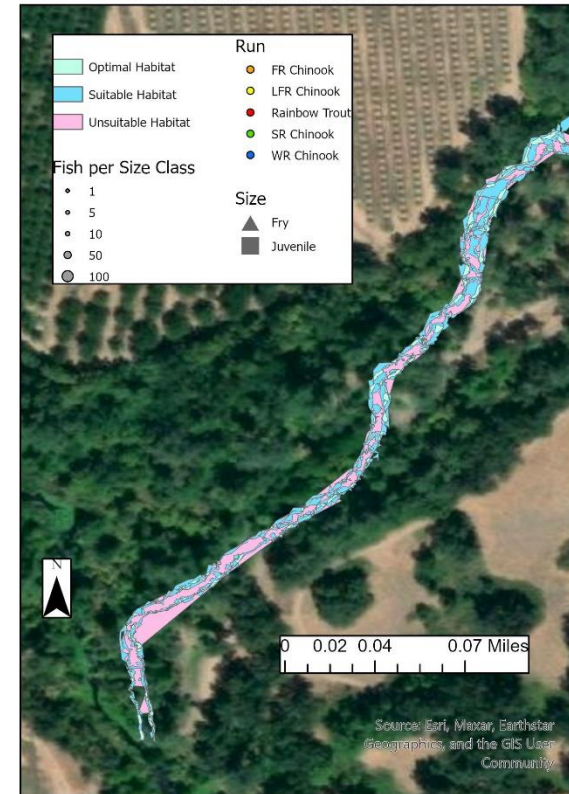 Optimal Habitat
Suitable Habitat
Unsuitable Habitat
Fish per Size Class
1
5
10
50
100
Run
FR Chinook
LFR Chinook
Rainbow Trout
SR Chinook
WR Chinook
Size
Fry
Juvenile
N
0 0.02 0.04 0.07 Miles
Source: Esri, Maxar, Earthstar
Geographics, and the GIS User
Community